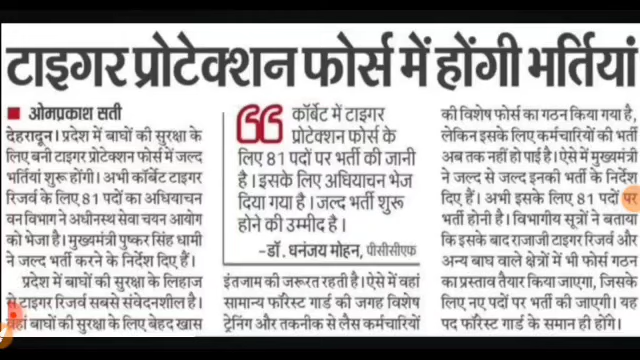 टाइगर प्रोटेक्शन फोर्स में होंगी भर्तियां
ओमप्रकाश सती
देहरादून। प्रदेश में बाघों की सुरक्षा के
लिए बनी टाइगर प्रोटेक्शन फोर्स में जल्द
भर्तियां शुरू होंगी। अभी कॉर्बेट टाइगर
रिजर्व के लिए 81 पदों का अधियाचन
वन विभाग ने अधीनस्थ सेवा चयन आयोग
को भेजा है। मुख्यमंत्री पुष्कर सिंह धामी
ने जल्द भर्ती करने के निर्देश दिए हैं।
प्रदेश में बाघों की सुरक्षा के लिहाज
से टाइगर रिजर्व सबसे संवेदनशील है।
वहां बाघों की सुरक्षा के लिए बेहद खास
कॉर्बेट में टाइगर
प्रोटेक्शन फोर्स के
लिए 81 पदों पर भर्ती की जानी
है। इसके लिए अधियाचन भेज
दिया गया है। जल्द भर्ती शुरू
होने की उम्मीद है।
-डॉ. धनंजय मोहन, पीसीसीएफ
इंतजाम की जरूरत रहती है। ऐसे में वहां
सामान्य फॉरेस्ट गार्ड की जगह विशेष
ट्रेनिंग और तकनीक से लैस कर्मचारियों
की विशेष फोर्स का गठन किया गया है,
लेकिन इसके लिए कर्मचारियों की भर्ती
अब तक नहीं हो पाई है। ऐसे में मुख्यमंत्री
ने जल्द से जल्द इनकी भर्ती के निर्देश
दिए हैं। अभी इसके लिए 81 पदों पर
भर्ती होनी है। विभागीय सूत्रों ने बताया
कि इसके बाद राजाजी टाइगर रिजर्व और
अन्य बाघ वाले क्षेत्रों में भी फोर्स गठन
का प्रस्ताव तैयार किया जाएगा, जिसके
लिए नए पदों पर भर्ती की जाएगी। यह
पद फॉरेस्ट गार्ड के समान ही होंगे।